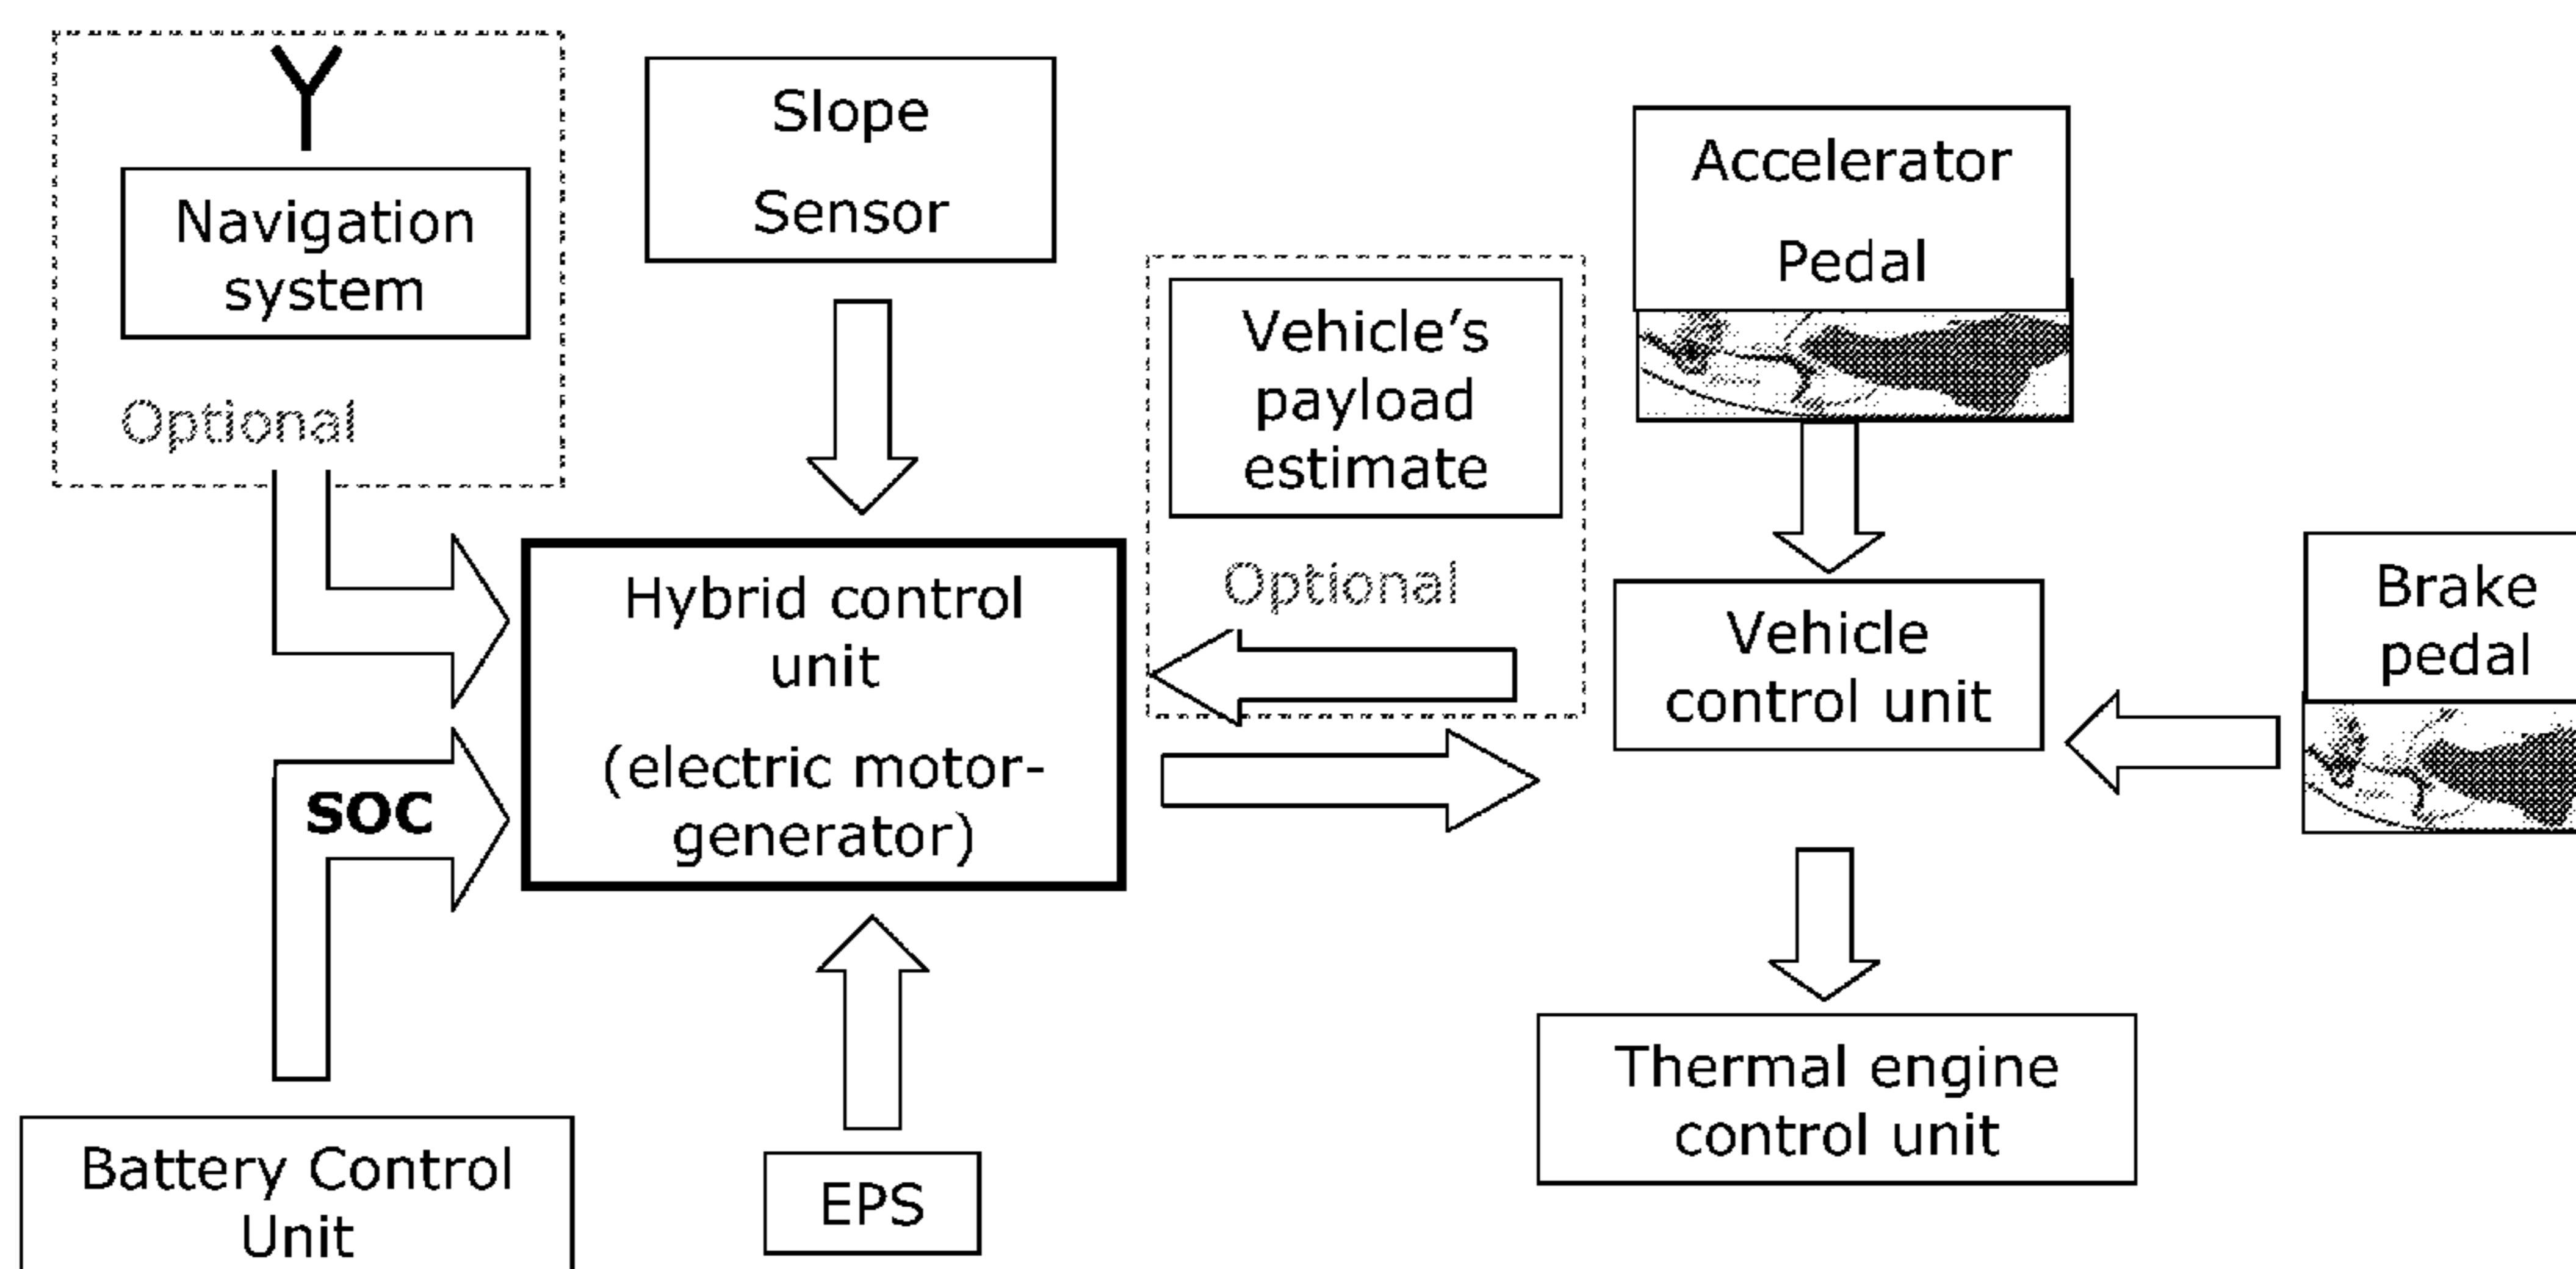 Navigation
system
Optional
Slope
Sensor
Vehicle’s
payload
estimate
Optional
Accelerator
Pedal
Hybrid control
unit
(electric motor-
generator)
Vehicle
control unit
Brake
pedal
SOC
Battery Control
Unit
EPS
Thermal engine
control unit